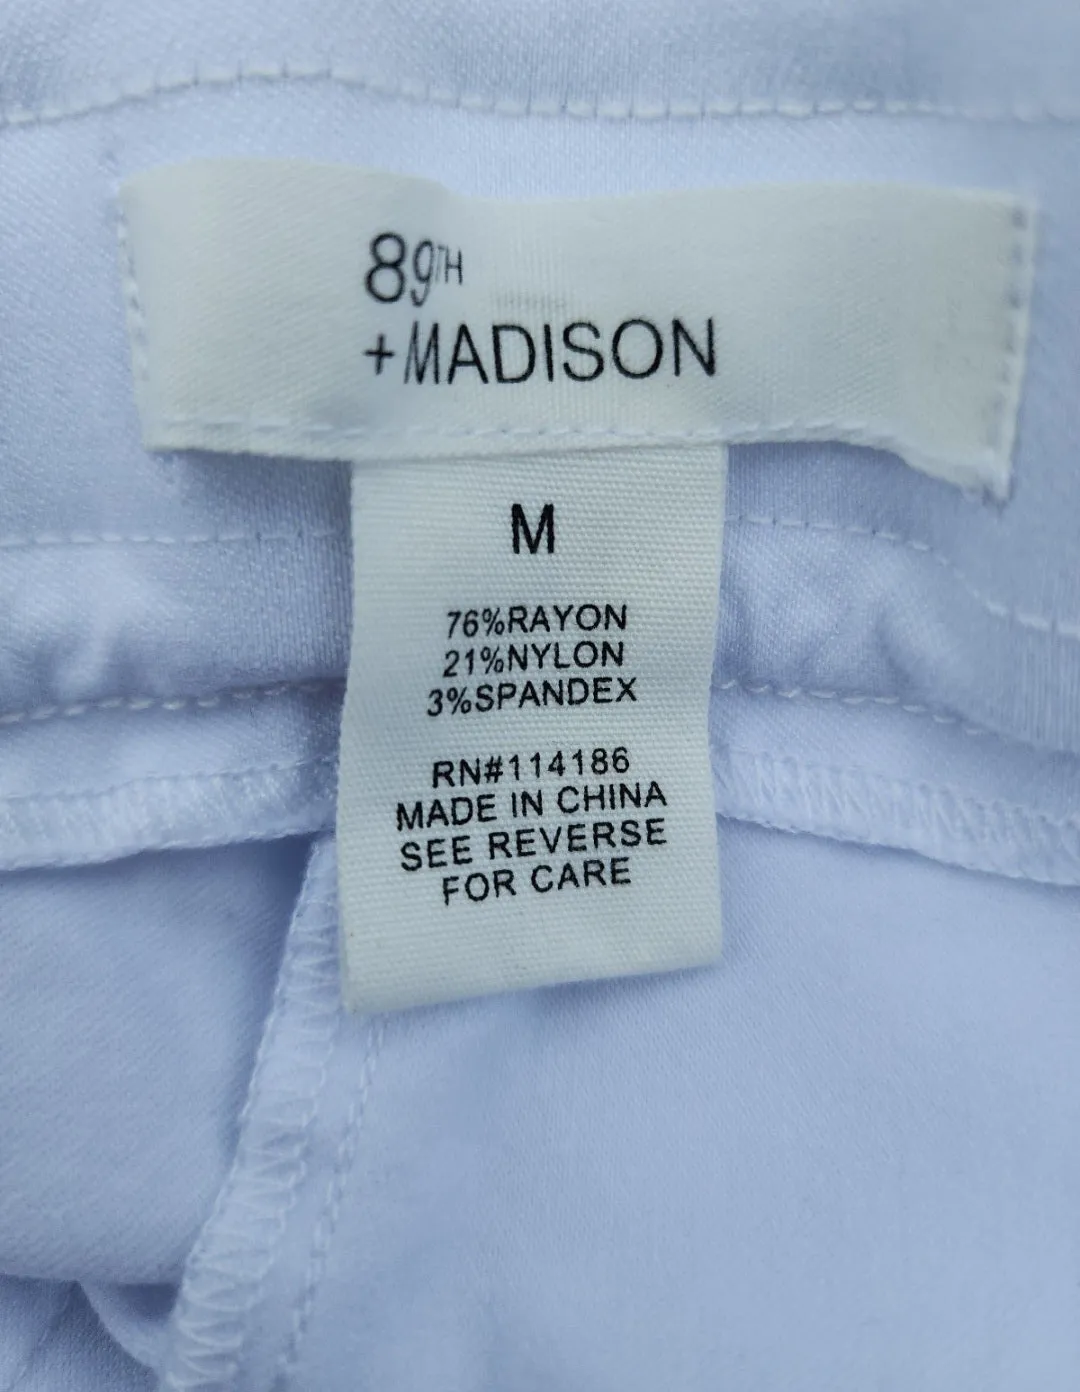 89TH
+MADISON
M
76%RAYON
21%NYLON
3%SPANDEX
RN#114186
MADE IN CHINA
SEE REVERSE
FOR CARE